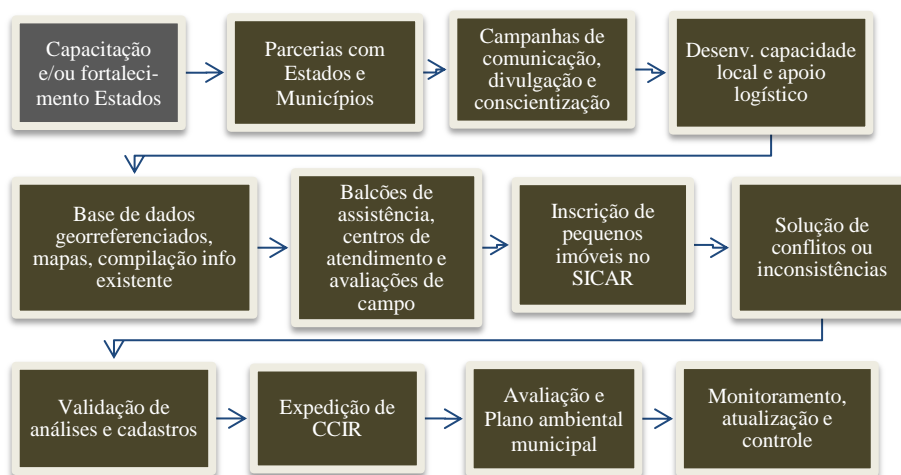 Capacitação
e/ou fortaleci-
mento Estados
Parcerias com
Estados e
Municípios
Campanhas de
comunicação,
divulgação e
conscientização
Desenv. capacidade
local e apoio
logístico
Base de dados
georreferenciados,
mapas, compilação info
existente
Balcões de
assistência,
centros de
atendimento e
avaliações de
campo
Inscrição de
pequenos
imóveis no
SICAR
Solução de
conflitos ou
inconsistências
Validação de
análises e cadastros
Expedição de
CCIR
Avaliação e
Plano ambiental
municipal
Monitoramento,
atualização e
controle